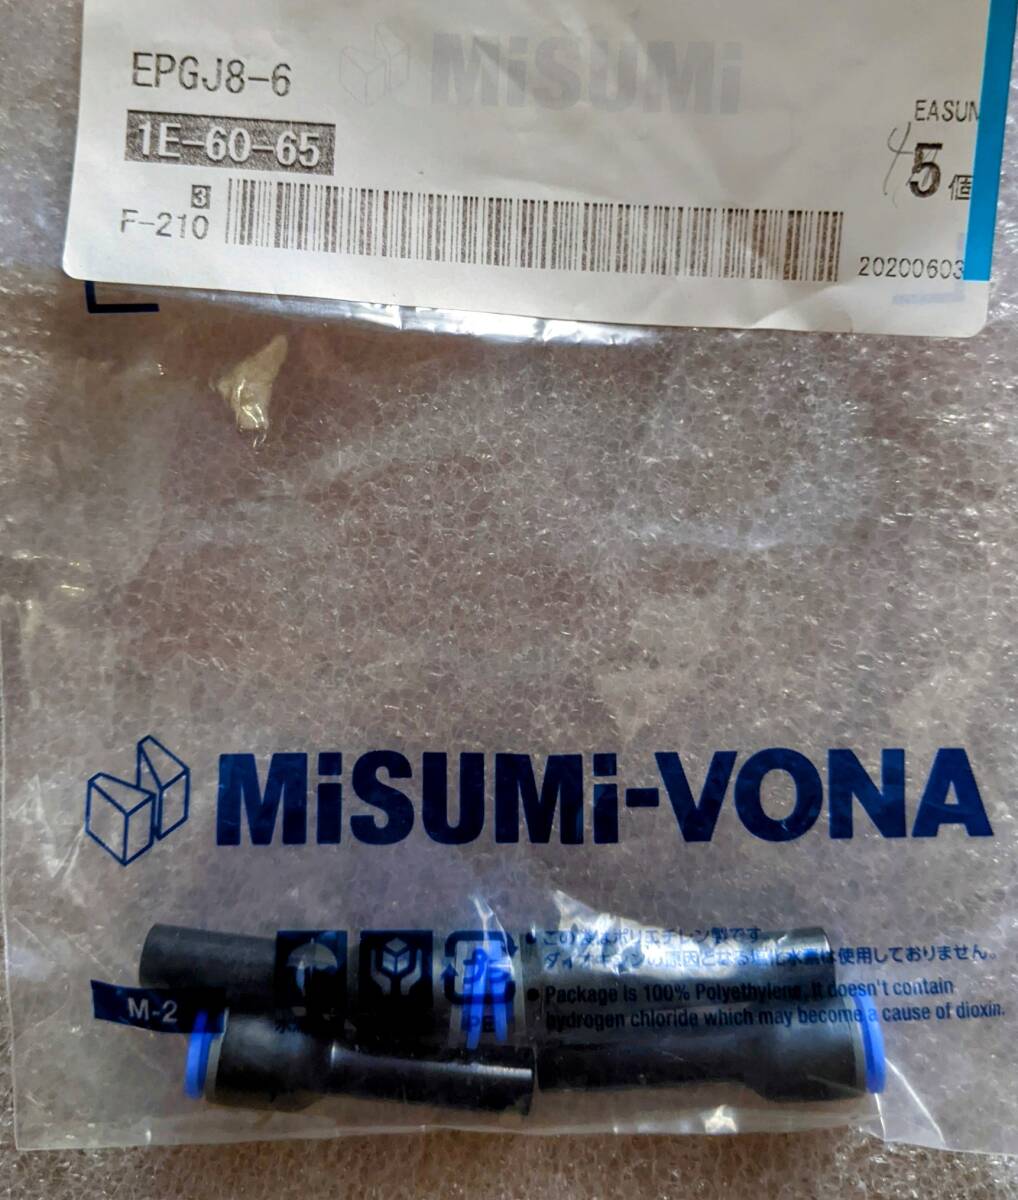 MiSUMi
EPGJ8-6
EASUM
1E-60-65
4
5個
3
F-210
20200603
MiSUMi-VONA
この袋はポリエチレン製です
ダイオキシンの原因となる塩化水素は使用しておりません。
Package is 100% Polyethylene, It doesn't contain
hydrogen chloride which may become a cause of dioxin.
M-2
PE